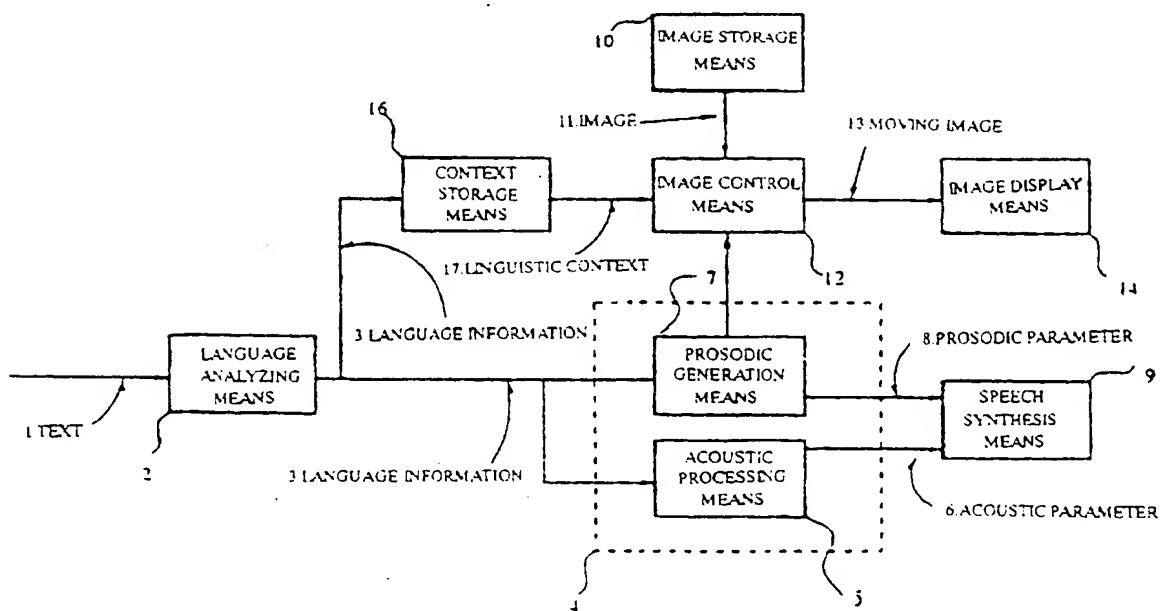 10
IMAGE STORAGE
MEANS
11.IMAGE
13.MOVING IMAGE
16
CONTEXT
STORAGE
MEANS
IMAGE CONTROL
MEANS
IMAGE DISPLAY
MEANS
17.LINGUISTIC CONTEXT
7
12
14
3.LANGUAGE INFORMATION
8.PROSODIC PARAMETER
LANGUAGE
ANALYZING
MEANS
PROSODIC
GENERATION
MEANS
9
SPEECH
SYNTHESIS
MEANS
1.TEXT
2
3.LANGUAGE INFORMATION
ACOUSTIC
PROCESSING
MEANS
6.ACOUSTIC PARAMETER
4
5